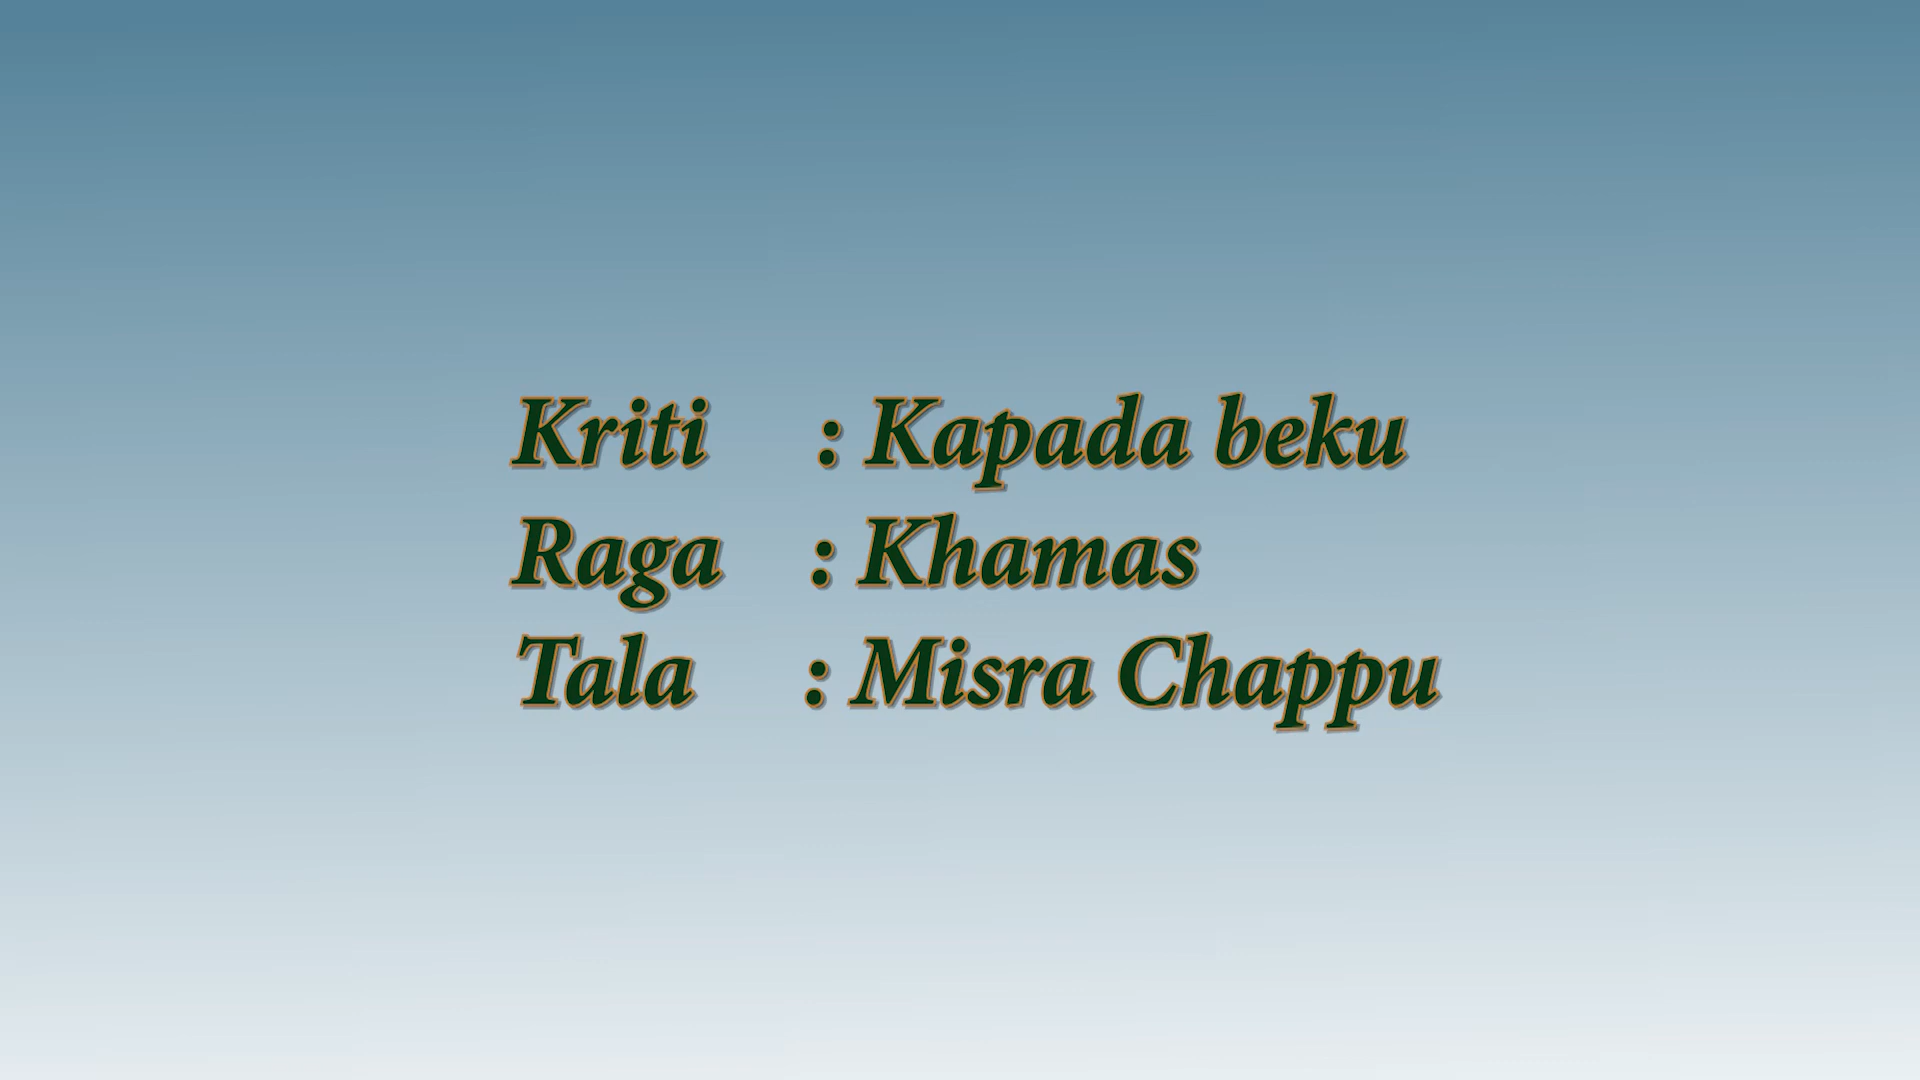 Kriti : Kapada beku
Raga : Khamas
Tala : Misra Chappu